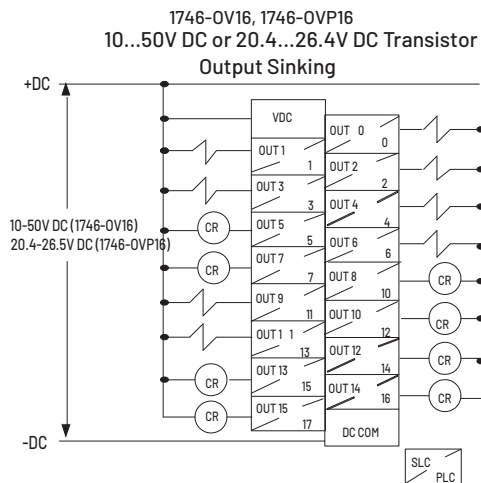 1746-OV16, 1746-OVP16
10...50V DC or 20.4...26.4V DC Transistor
Output Sinking
+DC
VDC
OUT 0
0
OUT 1
1
OUT 2
2
OUT 3
3
OUT 4
4
10-50V DC (1746-OV16)
20.4-26.5V DC (1746-OVP16)
CR
OUT 5
5
OUT 6
6
CR
OUT 7
7
OUT 8
10
CR
OUT 9
11
OUT 10
12
CR
OUT 1 1
13
OUT 12
14
CR
CR
OUT 13
15
OUT 14
16
CR
CR
OUT 15
17
DC COM
-DC
SLC
PLC